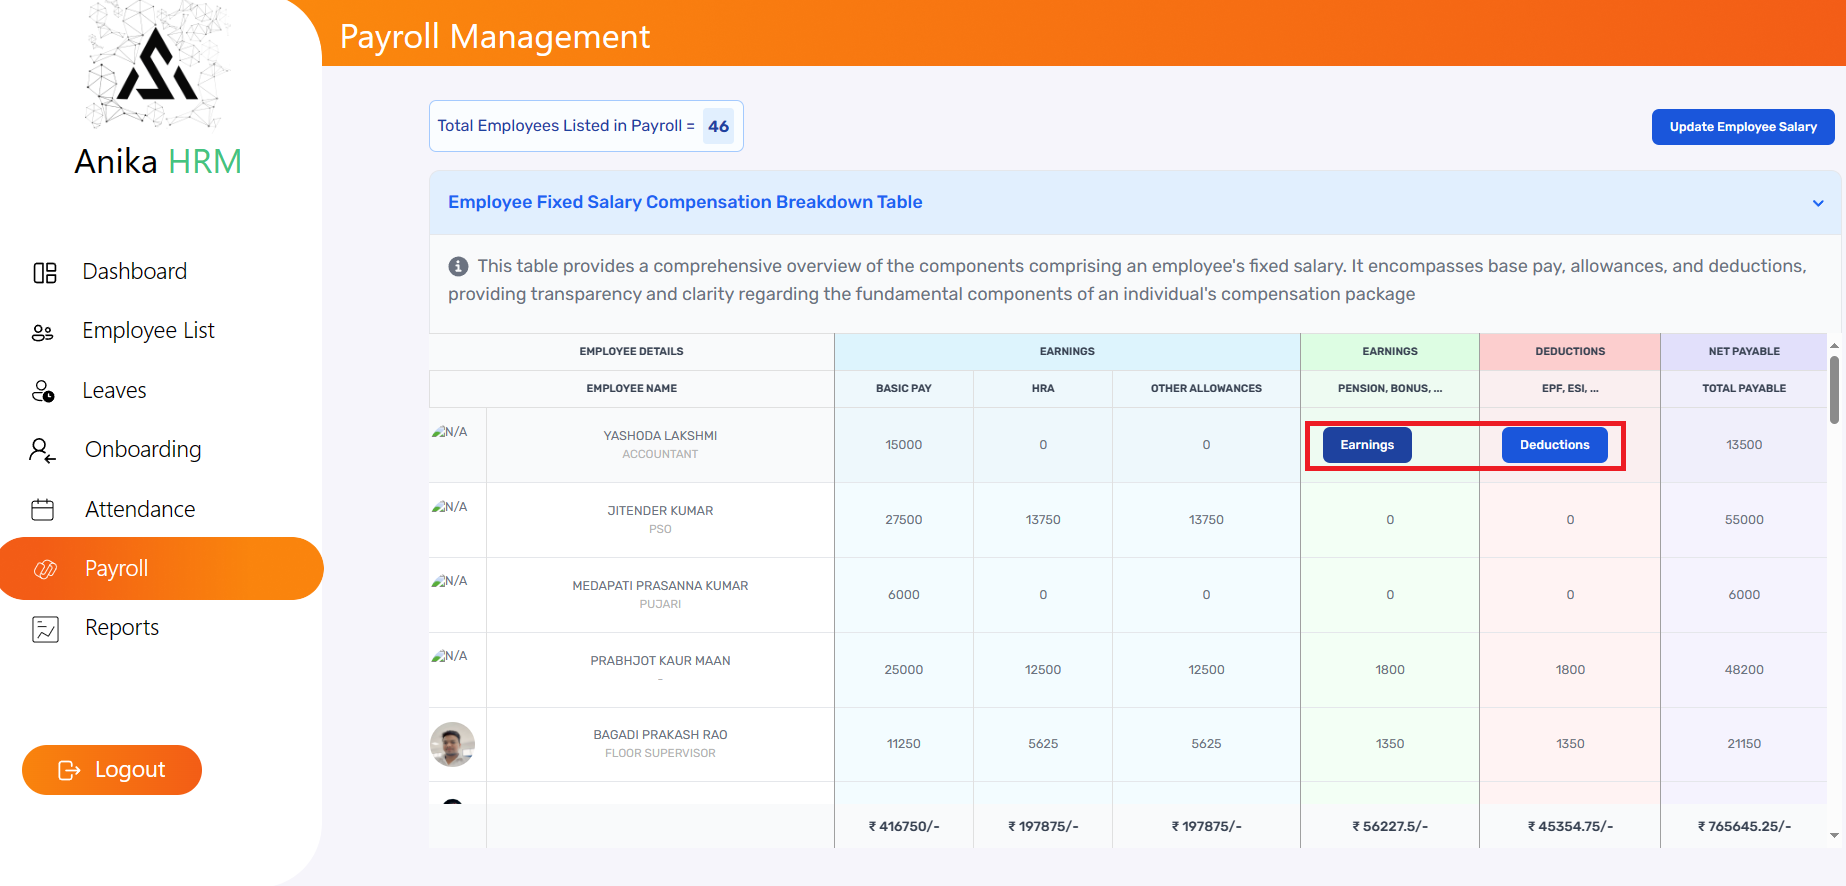 Payroll Management
Anika HRM
Dashboard
Employee List
Leaves
Onboarding
Attendance
Payroll
Reports
Logout
Total Employees Listed in Payroll = 46
Update Employee Salary
Employee Fixed Salary Compensation Breakdown Table
This table provides a comprehensive overview of the components comprising an employee's fixed salary. It encompasses base pay, allowances, and deductions,
providing transparency and clarity regarding the fundamental components of an individual's compensation package
EMPLOYEE DETAILS EARNINGS EARNINGS DEDUCTIONS NET PAYABLE
EMPLOYEE NAME BASIC PAY HRA OTHER ALLOWANCES PENSION, BONUS, ... EPF, ESI, ... TOTAL PAYABLE
N/A YASHODA LAKSHMI 15000 0 0 Earnings Deductions 13500
ACCOUNTANT
N/A JITENDER KUMAR 27500 13750 13750 0 0 55000
PSO
N/A MEDAPATI PRASANNA KUMAR 6000 0 0 0 0 6000
PUJARI
N/A PRABHJOT KAUR MAAN 25000 12500 12500 1800 1800 48200
-
BAGADI PRAKASH RAO 11250 5625 5625 1350 1350 21150
FLOOR SUPERVISOR
₹ 416750/- ₹ 197875/- ₹ 197875/- ₹ 56227.5/- ₹ 45354.75/- ₹ 765645.25/-